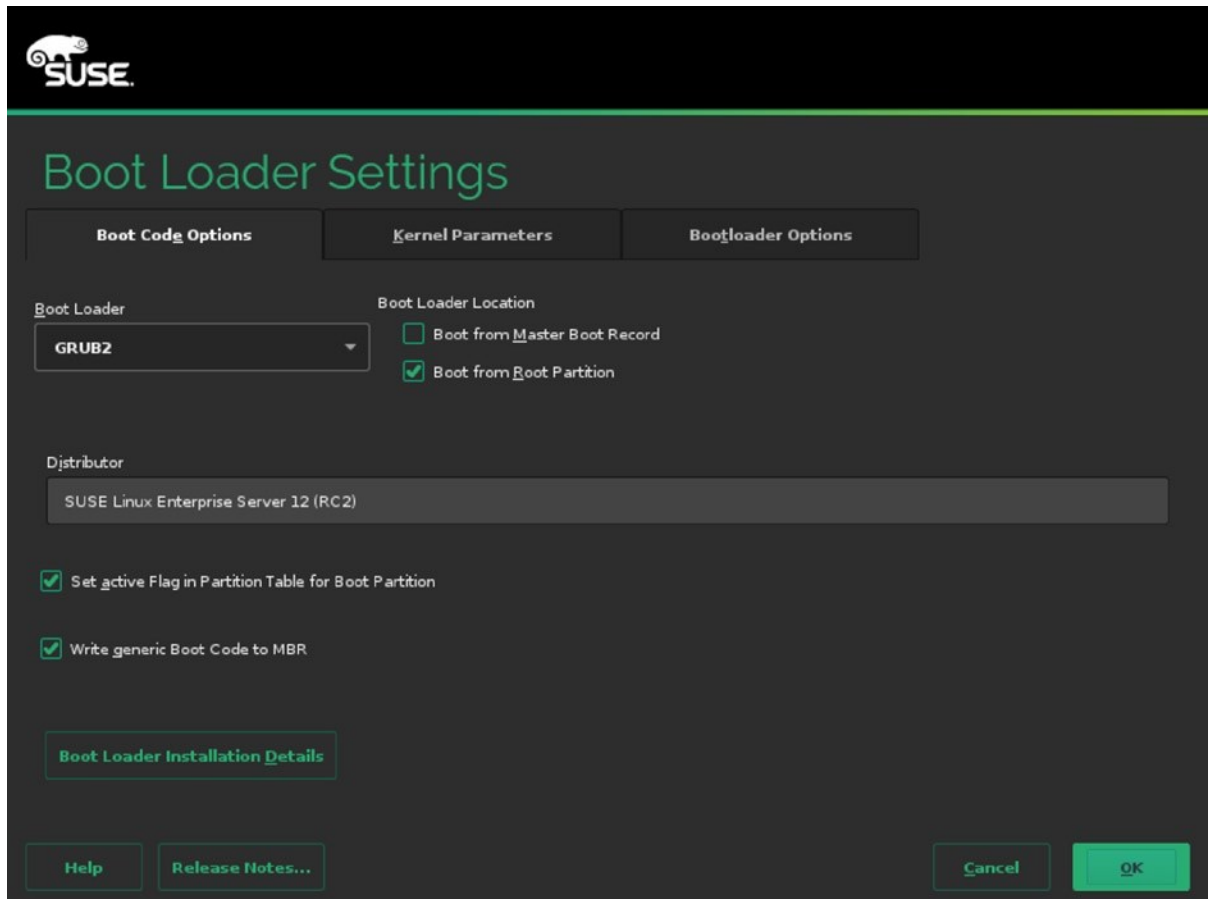 SUSE.
Boot Loader Settings
Boot Code Options
Kernel Parameters
Bootloader Options
Boot Loader
GRUB2
Boot Loader Location
Boot from Master Boot Record
Boot from Root Partition
Distributor
SUSE Linux Enterprise Server 12 (RC2)
Set active Flag in Partition Table for Boot Partition
Write generic Boot Code to MBR
Boot Loader Installation Details
Help
Release Notes...
Cancel
OK